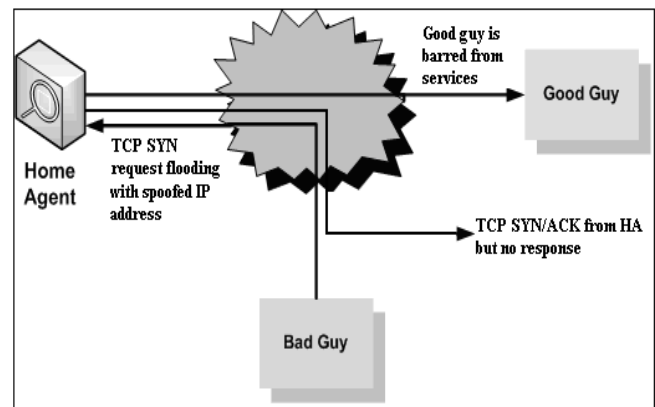 Good guy is
barred from
services
Good Guy
Home
Agent
TCP SYN
request flooding
with spoofed IP
address
TCP SYN/ACK from HA
but no response
Bad Guy